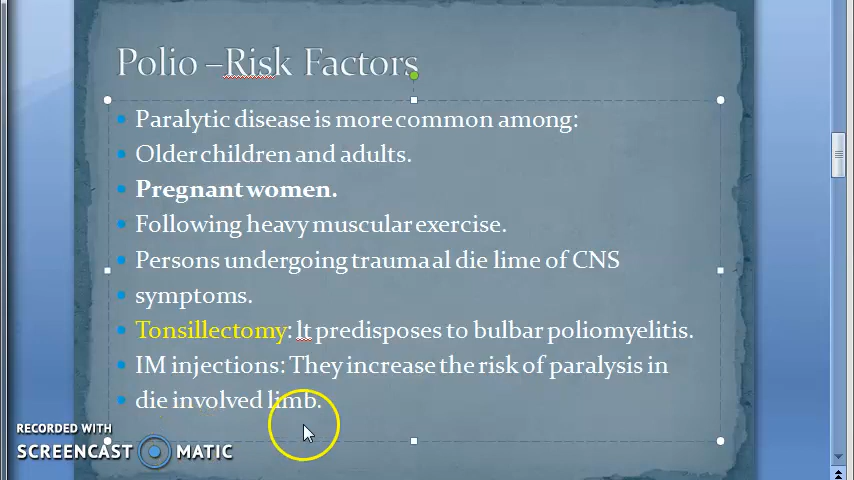 Polio –Risk Factors
Paralytic disease is more common among:
Older children and adults.
Pregnant women.
Following heavy muscular exercise.
Persons undergoing trauma al die lime of CNS
symptoms.
Tonsillectomy: lt predisposes to bulbar poliomyelitis.
IM injections: They increase the risk of paralysis in
die involved limb.
RECORDED WITH
SCREENCAST MATIC